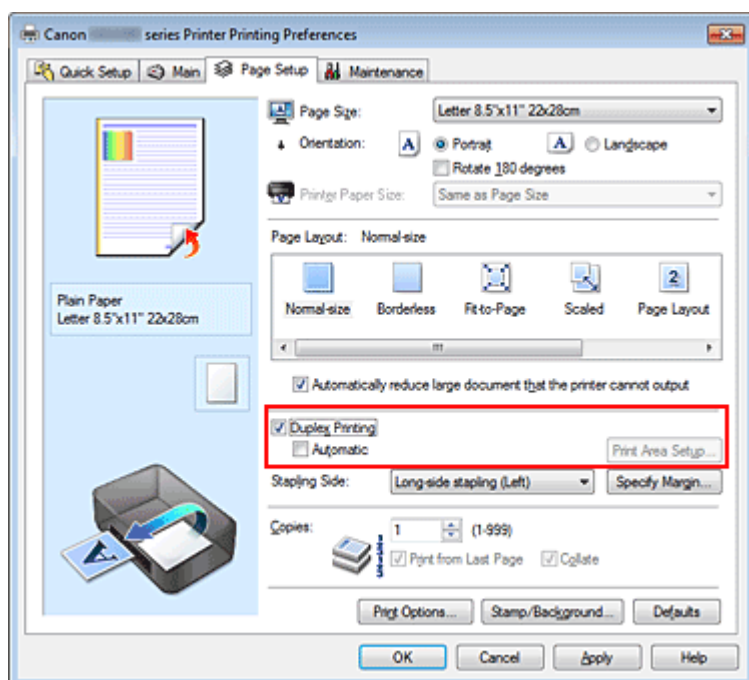 Canon series Printer Printing Preferences
Quick Setup Main Page Setup Maintenance
Page Size: Letter 8.5"x11" 22x28cm
Orientation: A Portrait A Landscape
Rotate 180 degrees
Printer Paper Size: Same as Page Size
Page Layout: Normal-size
2
Normal-size Borderless Fit-to-Page Scaled Page Layout
Plain Paper
Letter 8.5"x11" 22x28cm
Automatically reduce large document that the printer cannot output
Duplex Printing
Automatic Print Area Setup...
Stapling Side: Long-side stapling (Left) Specify Margin...
Copies: 1 (1-999)
Print from Last Page Collate
A
Print Options... Stamp/Background... Defaults
OK Cancel Apply Help